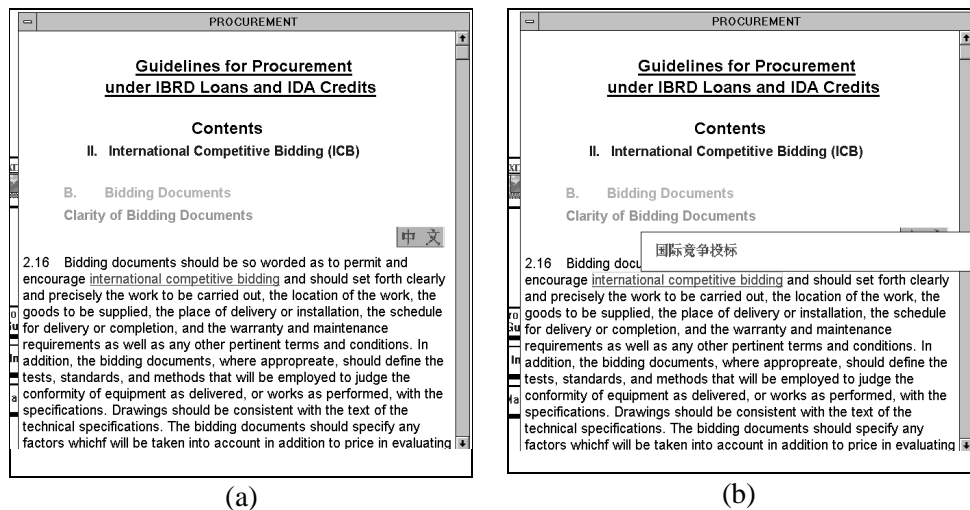 PROCUREMENT
Guidelines for Procurement
under IBRD Loans and IDA Credits
Contents
II. International Competitive Bidding (ICB)
B. Bidding Documents
Clarity of Bidding Documents
中 文
2.16 Bidding documents should be so worded as to permit and
encourage international competitive bidding and should set forth clearly
and precisely the work to be carried out, the location of the work, the
goods to be supplied, the place of delivery or installation, the schedule
for delivery or completion, and the warranty and maintenance
requirements as well as any other pertinent terms and conditions. In
addition, the bidding documents, where appropreate, should define the
tests, standards, and methods that will be employed to judge the
conformity of equipment as delivered, or works as performed, with the
specifications. Drawings should be consistent with the text of the
technical specifications. The bidding documents should specify any
factors whichf will be taken into account in addition to price in evaluating
(a)
PROCUREMENT
Guidelines for Procurement
under IBRD Loans and IDA Credits
Contents
II. International Competitive Bidding (ICB)
B. Bidding Documents
Clarity of Bidding Documents
国际竞争投标
2.16 Bidding docu
encourage international competitive bidding and should set forth clearly
and precisely the work to be carried out, the location of the work, the
goods to be supplied, the place of delivery or installation, the schedule
for delivery or completion, and the warranty and maintenance
requirements as well as any other pertinent terms and conditions. In
addition, the bidding documents, where appropreate, should define the
tests, standards, and methods that will be employed to judge the
conformity of equipment as delivered, or works as performed, with the
specifications. Drawings should be consistent with the text of the
technical specifications. The bidding documents should specify any
factors whichf will be taken into account in addition to price in evaluating
(b)